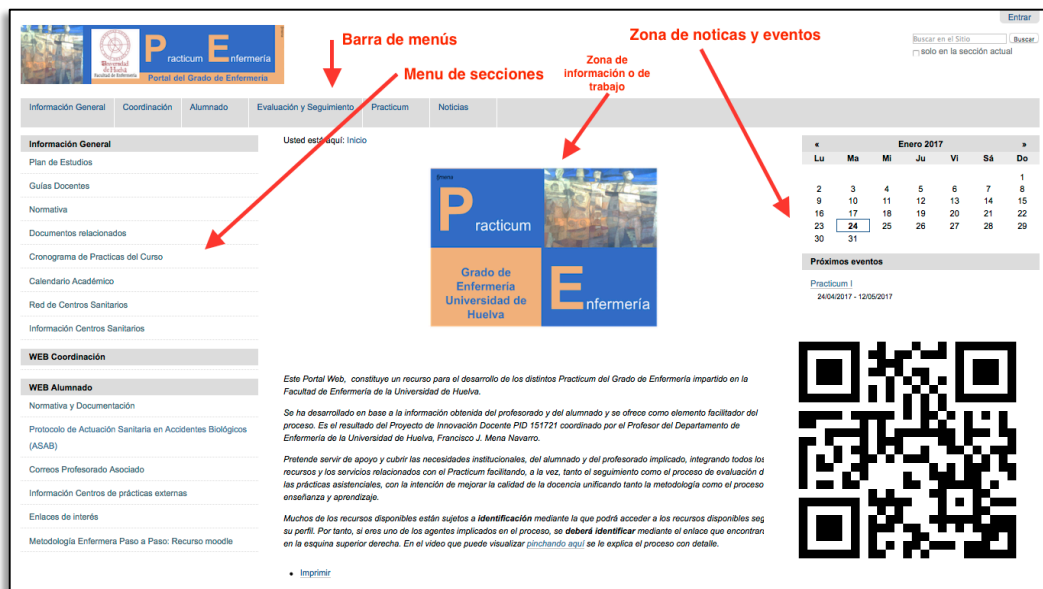 Entrar
Buscar en el Sitio Buscar
solo en la sección actual
Barra de menús
Zona de noticas y eventos
Menu de secciones
Zona de
información o de
trabajo
Universidad
de Huelva
Facultad de Enfermería
Practicum Enfermería
Portal del Grado de Enfermería
Información General Coordinación Alumnado Evaluación y Seguimiento Practicum Noticias
Usted está aquí: Inicio
Información General
Plan de Estudios
Guías Docentes
Normativa
Documentos relacionados
Cronograma de Practicas del Curso
Calendario Académico
Red de Centros Sanitarios
Información Centros Sanitarios
WEB Coordinación
WEB Alumnado
Normativa y Documentación
Protocolo de Actuación Sanitaria en Accidentes Biológicos
(ASAB)
Correos Profesorado Asociado
Información Centros de prácticas externas
Enlaces de interés
Metodología Enfermera Paso a Paso: Recurso moodle
Practicum
Grado de
Enfermería
Universidad de
Huelva
Enfermería
Este Portal Web, constituye un recurso para el desarrollo de los distintos Practicum del Grado de Enfermería impartido en la
Facultad de Enfermería de la Universidad de Huelva.
Se ha desarrollado en base a la información obtenida del profesorado y del alumnado y se ofrece como elemento facilitador del
proceso. Es el resultado del Proyecto de Innovación Docente PID 151721 coordinado por el Profesor del Departamento de
Enfermería de la Universidad de Huelva, Francisco J. Mena Navarro.
Pretende servir de apoyo y cubrir las necesidades institucionales, del alumnado y del profesorado implicado, integrando todos los
recursos y los servicios relacionados con el Practicum facilitando, a la vez, tanto el seguimiento como el proceso de evaluación d
las prácticas asistenciales, con la intención de mejorar la calidad de la docencia unificando tanto la metodología como el proceso
enseñanza y aprendizaje.
Muchos de los recursos disponibles están sujetos a identificación mediante la que podrá acceder a los recursos disponibles seg
su perfil. Por tanto, si eres uno de los agentes implicados en el proceso, se deberá identificar mediante el enlace que encontrará
en la esquina superior derecha. En el video que puede visualizar pinchando aquí se le explica el proceso con detalle.
Imprimir
« Enero 2017 »
Lu Ma Mi Ju Vi Sá Do
1
2 3 4 5 6 7 8
9 10 11 12 13 14 15
16 17 18 19 20 21 22
23 24 25 26 27 28 29
30 31
Próximos eventos
Practicum I
24/04/2017 - 12/05/2017